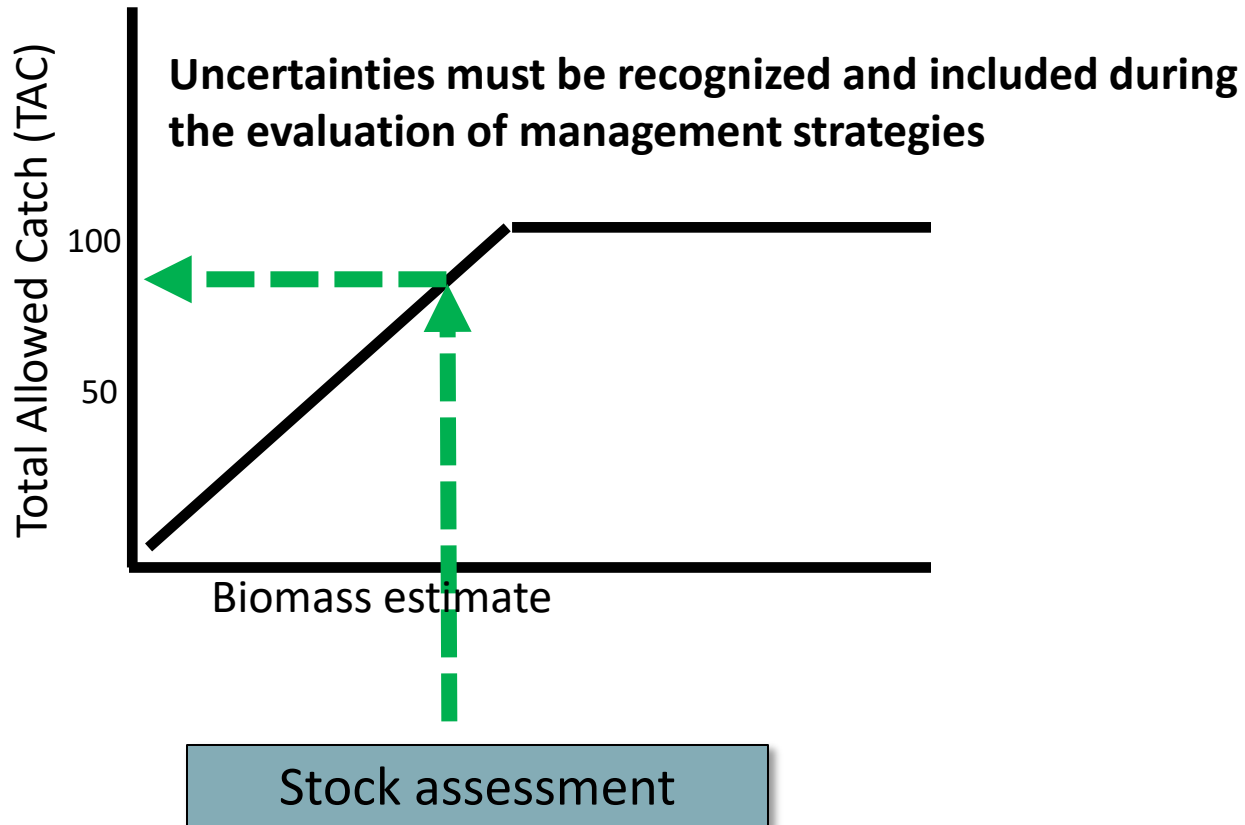 Uncertainties must be recognized and included during
the evaluation of management strategies
Total Allowed Catch (TAC)
100
50
Biomass estimate
Stock assessment